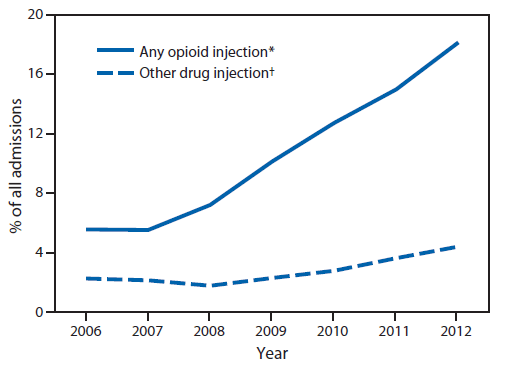 20
16
12
8
4
0
% of all admissions
Any opioid injection*
Other drug injection†
2006 2007 2008 2009 2010 2011 2012
Year